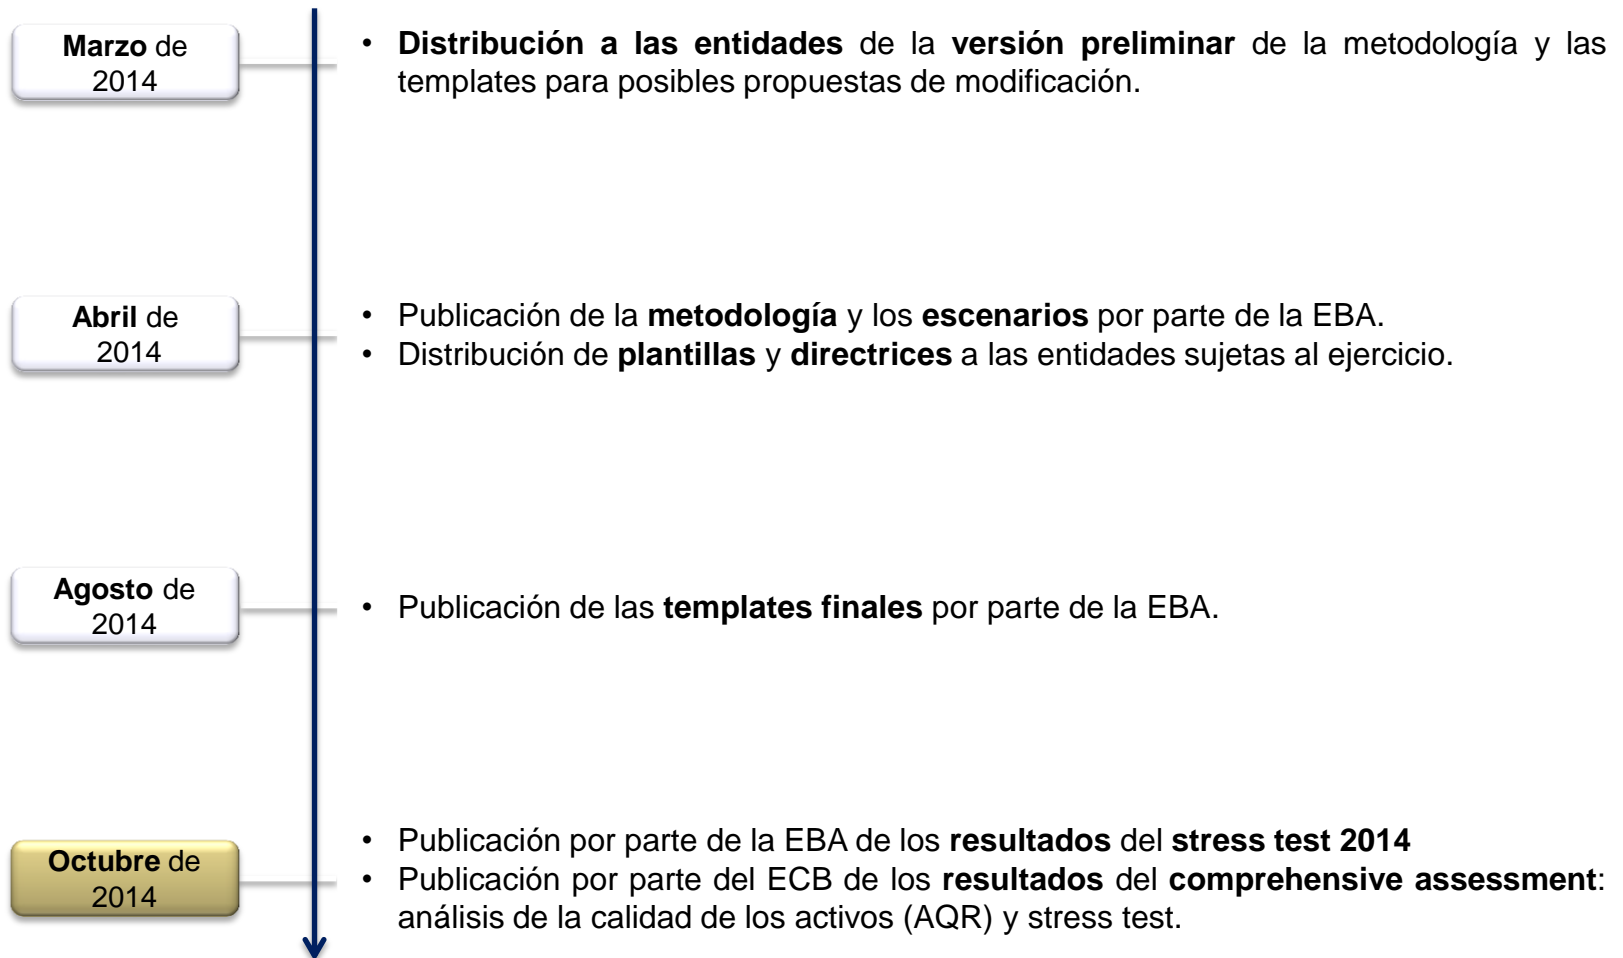 Marzo de
2014
• Distribución a las entidades de la versión preliminar de la metodología y las
templates para posibles propuestas de modificación.
Abril de
2014
• Publicación de la metodología y los escenarios por parte de la EBA.
• Distribución de plantillas y directrices a las entidades sujetas al ejercicio.
Agosto de
2014
• Publicación de las templates finales por parte de la EBA.
Octubre de
2014
• Publicación por parte de la EBA de los resultados del stress test 2014
• Publicación por parte del ECB de los resultados del comprehensive assessment:
análisis de la calidad de los activos (AQR) y stress test.